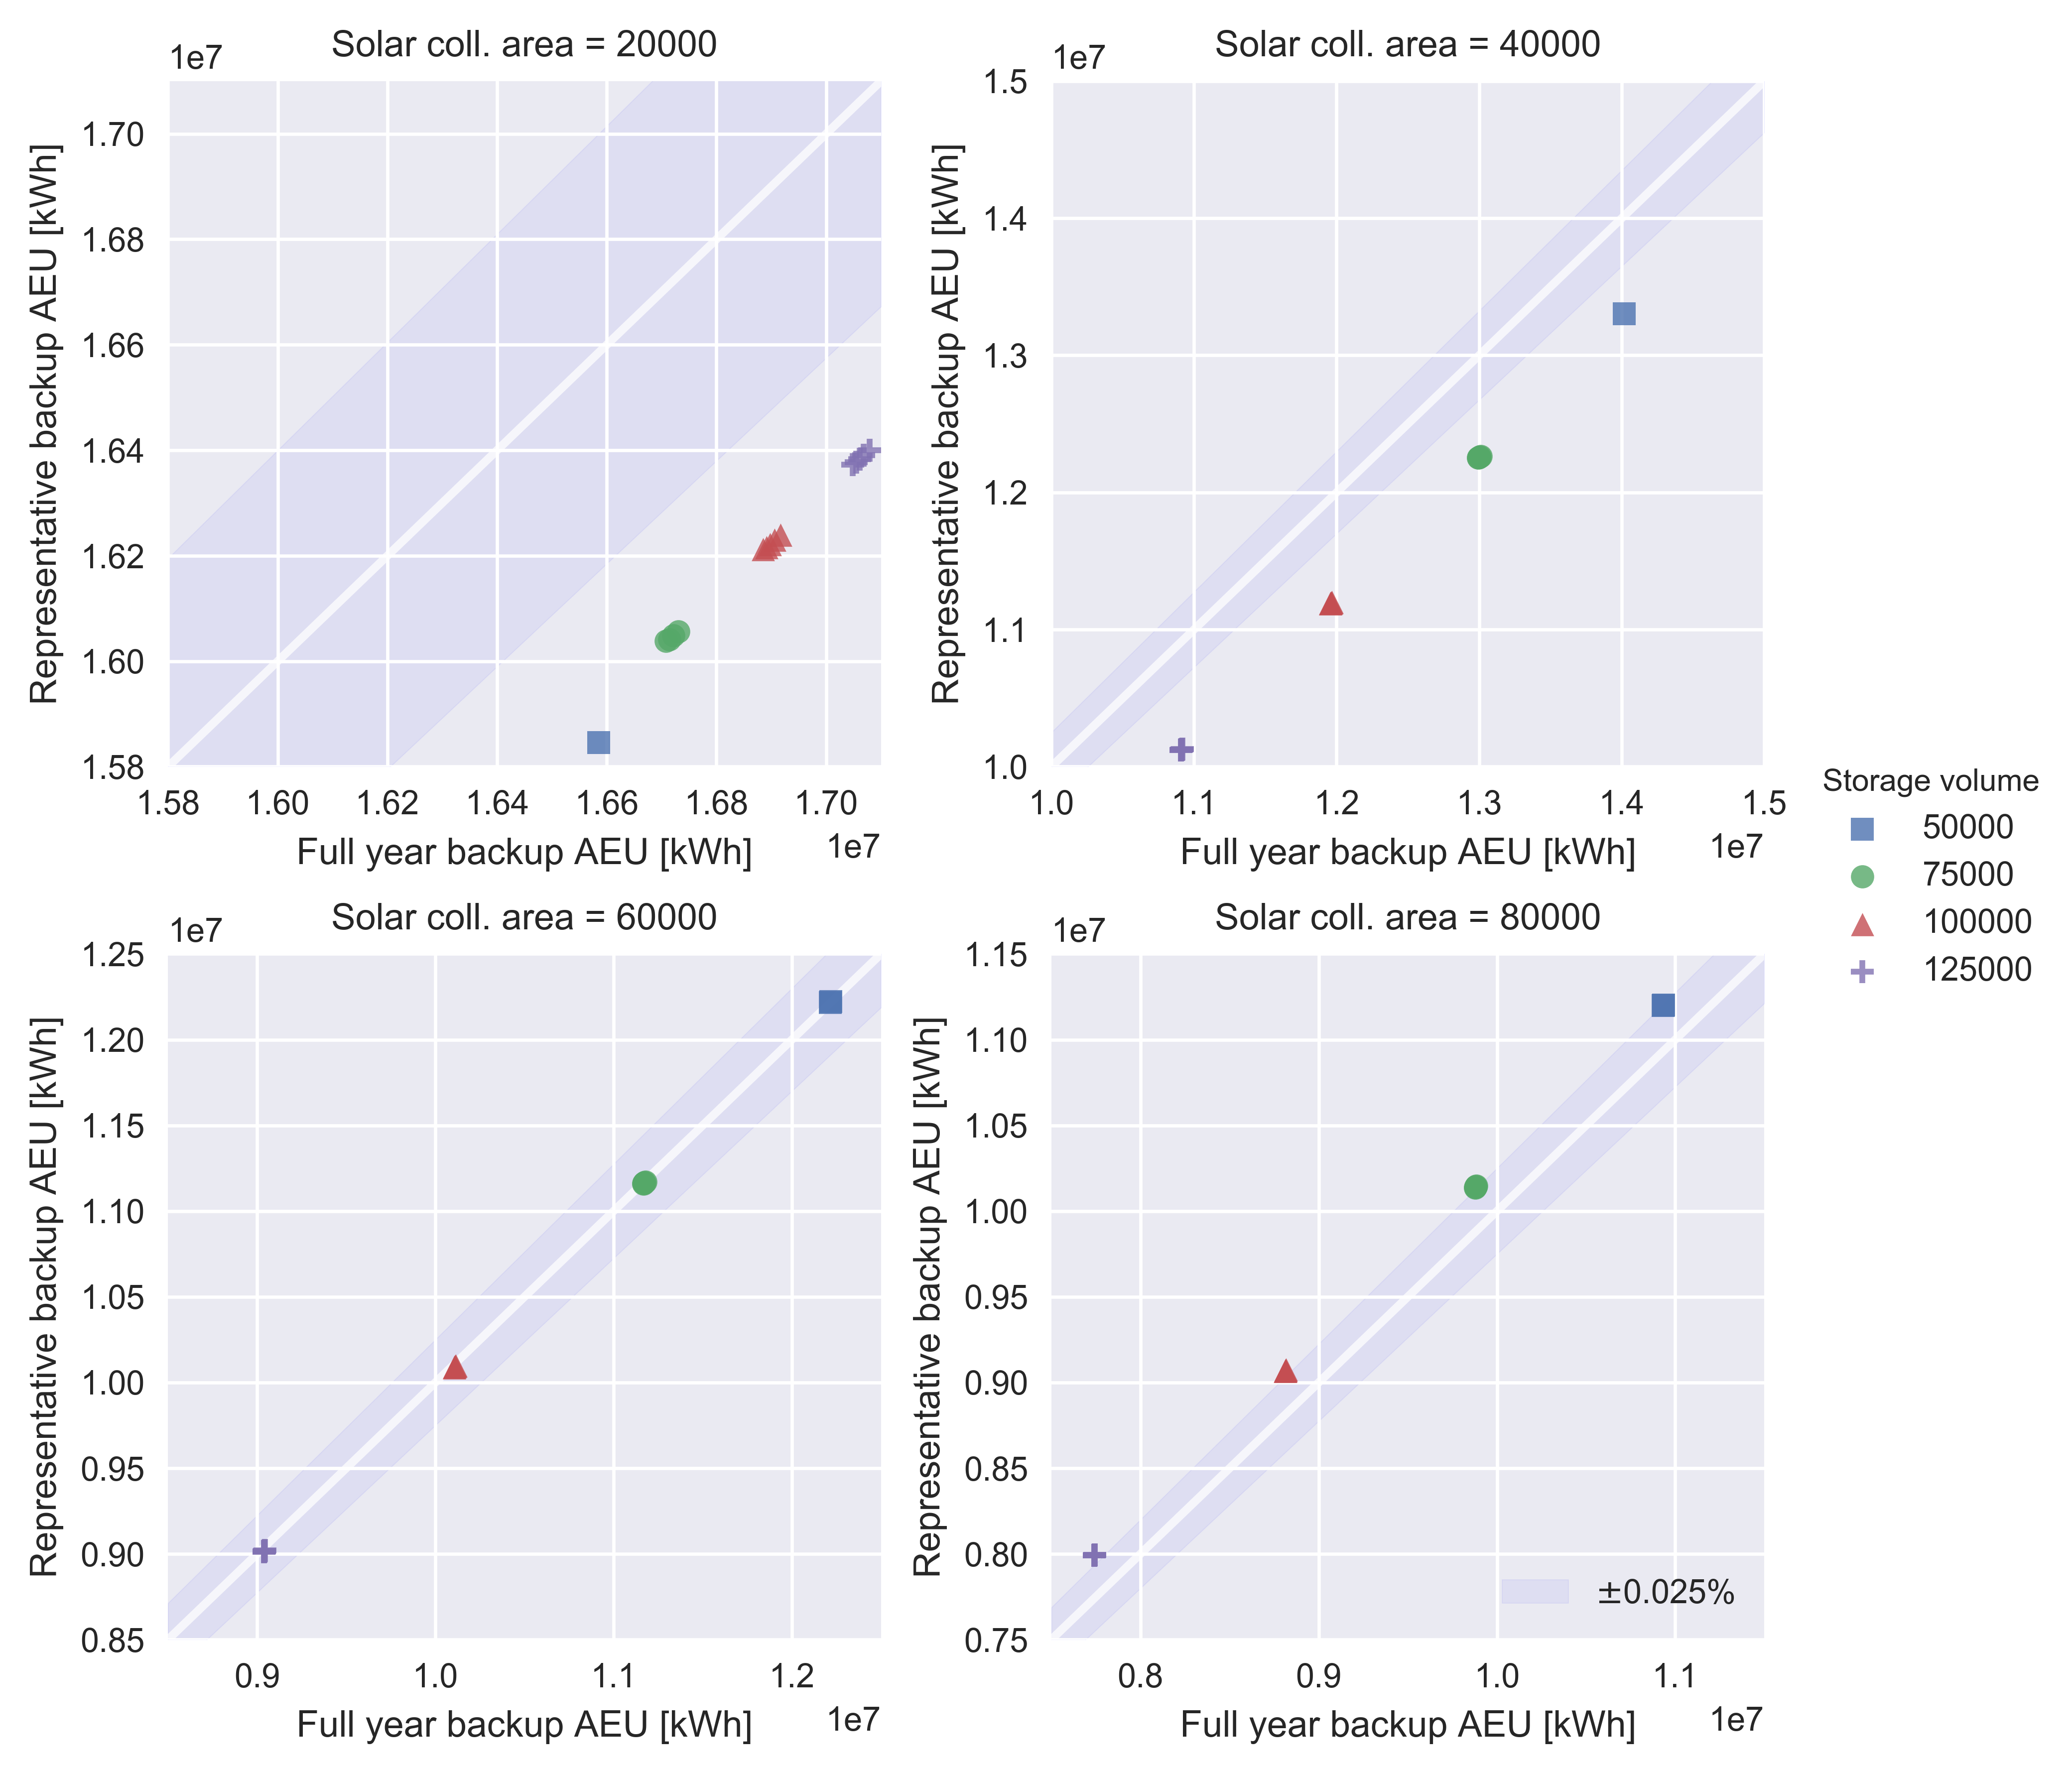 Solar coll. area = 20000
1e7
1.70
1.68
1.66
1.64
1.62
1.60
1.58
Representative backup AEU [kWh]
1.58 1.60 1.62 1.64 1.66 1.68 1.70
Full year backup AEU [kWh]
1e7
Solar coll. area = 40000
1e7
1.5
1.4
1.3
1.2
1.1
1.0
Representative backup AEU [kWh]
1.0 1.1 1.2 1.3 1.4 1.5
Full year backup AEU [kWh]
1e7
Storage volume
50000
75000
100000
125000
Solar coll. area = 60000
1e7
1.25
1.20
1.15
1.10
1.05
1.00
0.95
0.90
0.85
Representative backup AEU [kWh]
0.9 1.0 1.1 1.2
Full year backup AEU [kWh]
1e7
Solar coll. area = 80000
1e7
1.15
1.10
1.05
1.00
0.95
0.90
0.85
0.80
0.75
Representative backup AEU [kWh]
±0.025%
0.8 0.9 1.0 1.1
Full year backup AEU [kWh]
1e7